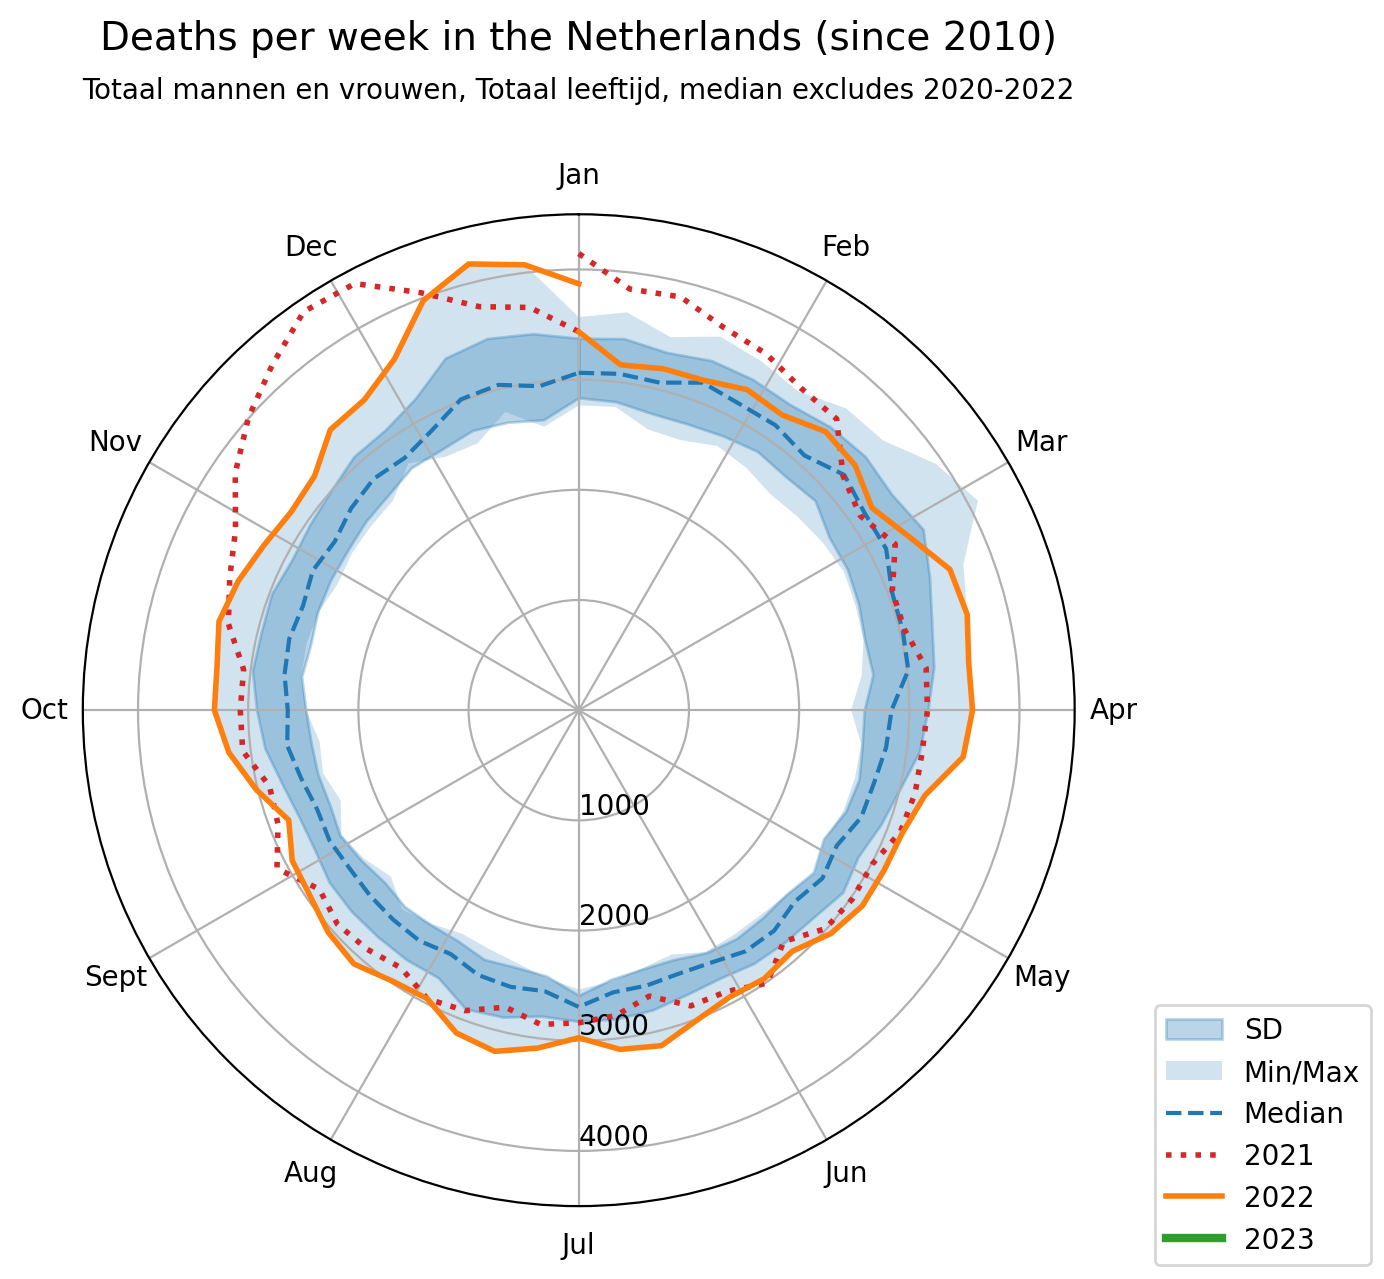 Deaths per week in the Netherlands (since 2010)
Totaal mannen en vrouwen, Totaal leeftijd, median excludes 2020-2022
Jan
Feb
Mar
Apr
May
Jun
Jul
Aug
Sept
Oct
Nov
Dec
1000
2000
3000
4000
SD
Min/Max
Median
2021
2022
2023